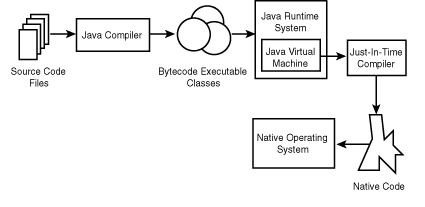 Source Code
Files
Java Compiler
Bytecode Executable
Classes
Java Runtime
System
Java Virtual
Machine
Just-In-Time
Compiler
Native Operating
System
Native Code